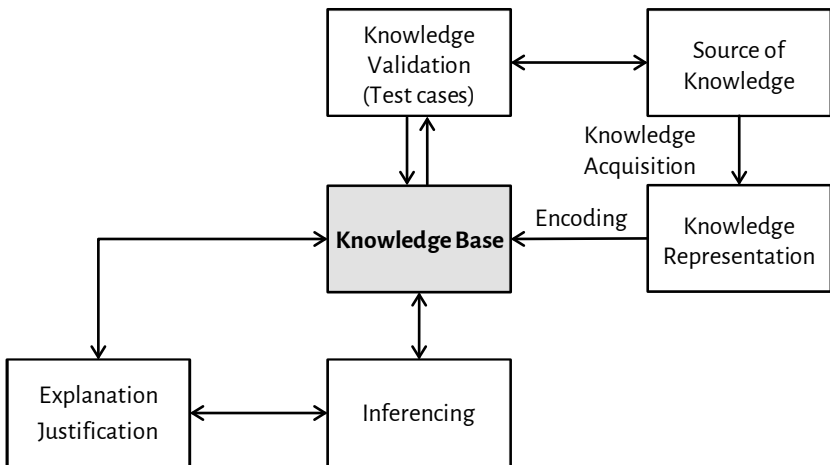 Knowledge
Validation
(Test cases)
Source of
Knowledge
Knowledge
Acquisition
Knowledge Base
Encoding
Knowledge
Representation
Explanation
Justification
Inferencing